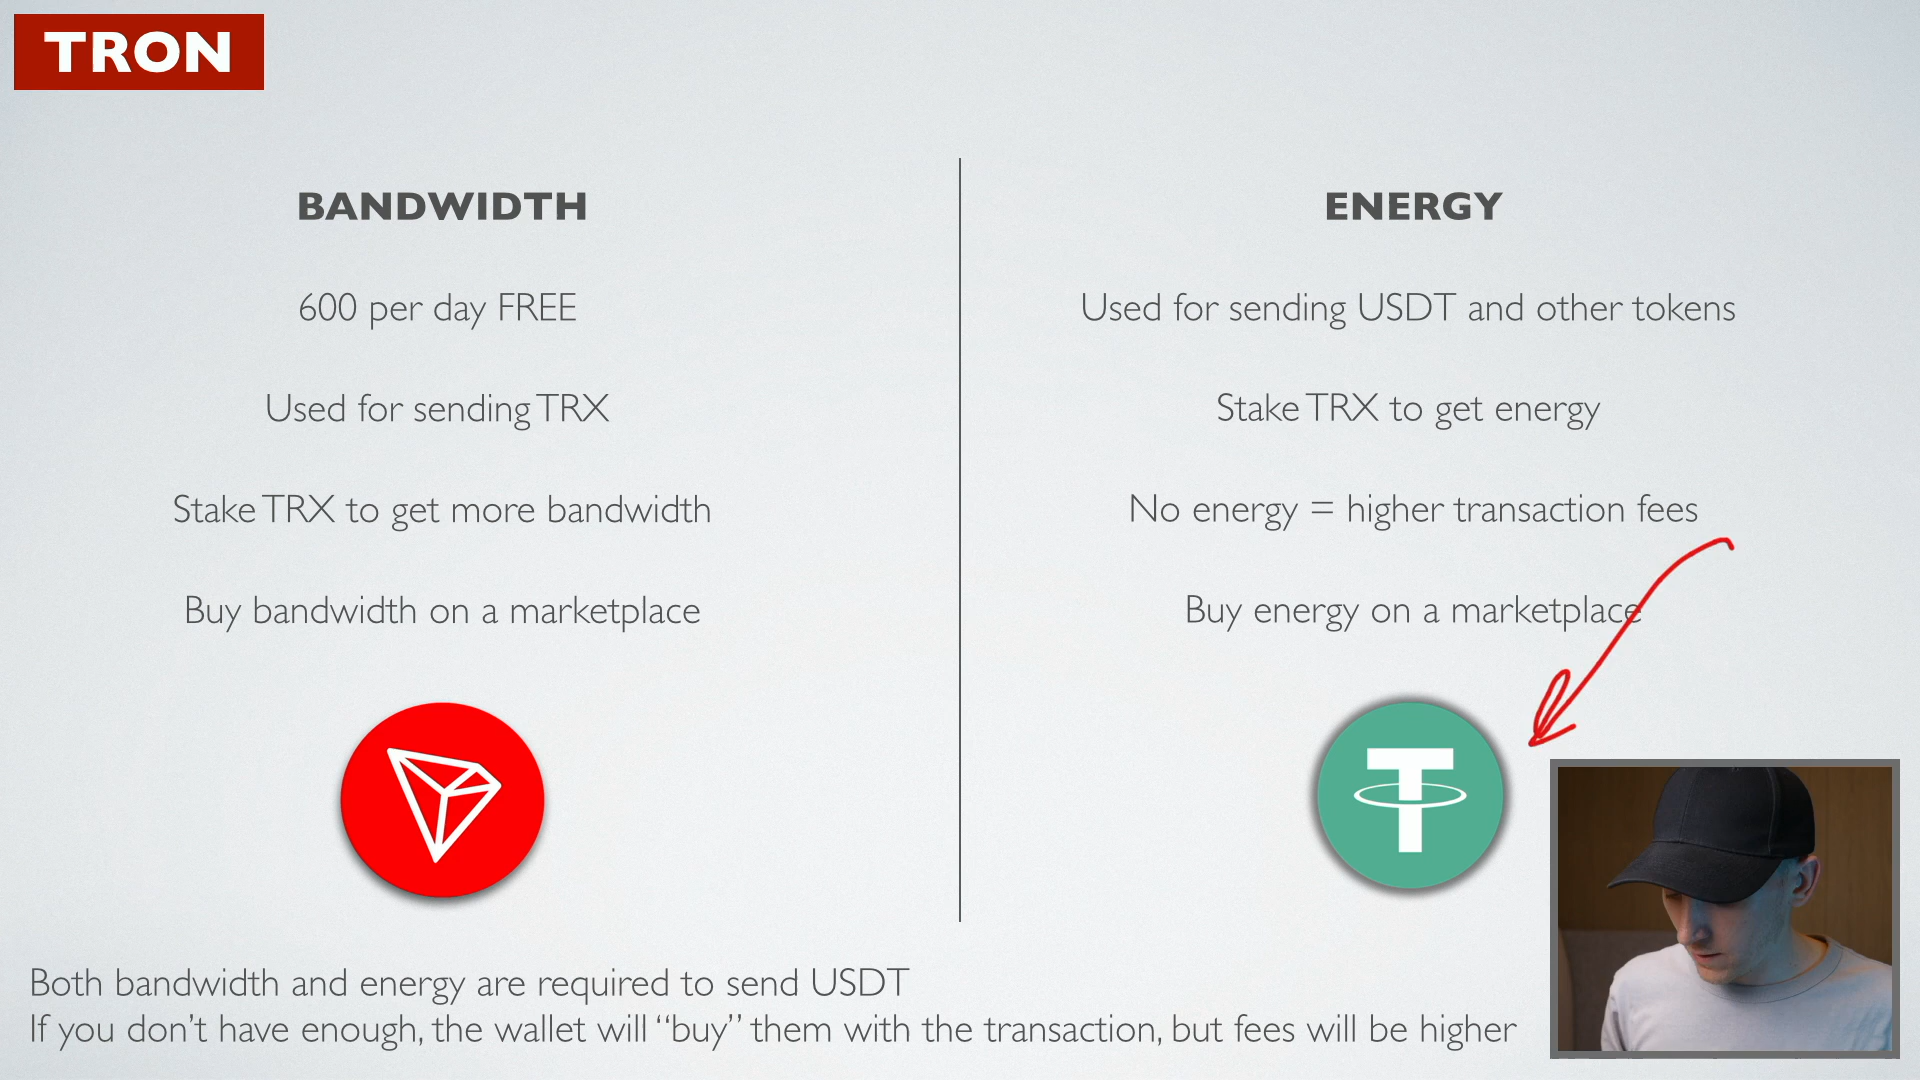 TRON
BANDWIDTH
600 per day FREE
Used for sending TRX
Stake TRX to get more bandwidth
Buy bandwidth on a marketplace
ENERGY
Used for sending USDT and other tokens
Stake TRX to get energy
No energy = higher transaction fees
Buy energy on a marketplace
Both bandwidth and energy are required to send USDT
If you don’t have enough, the wallet will “buy” them with the transaction, but fees will be higher